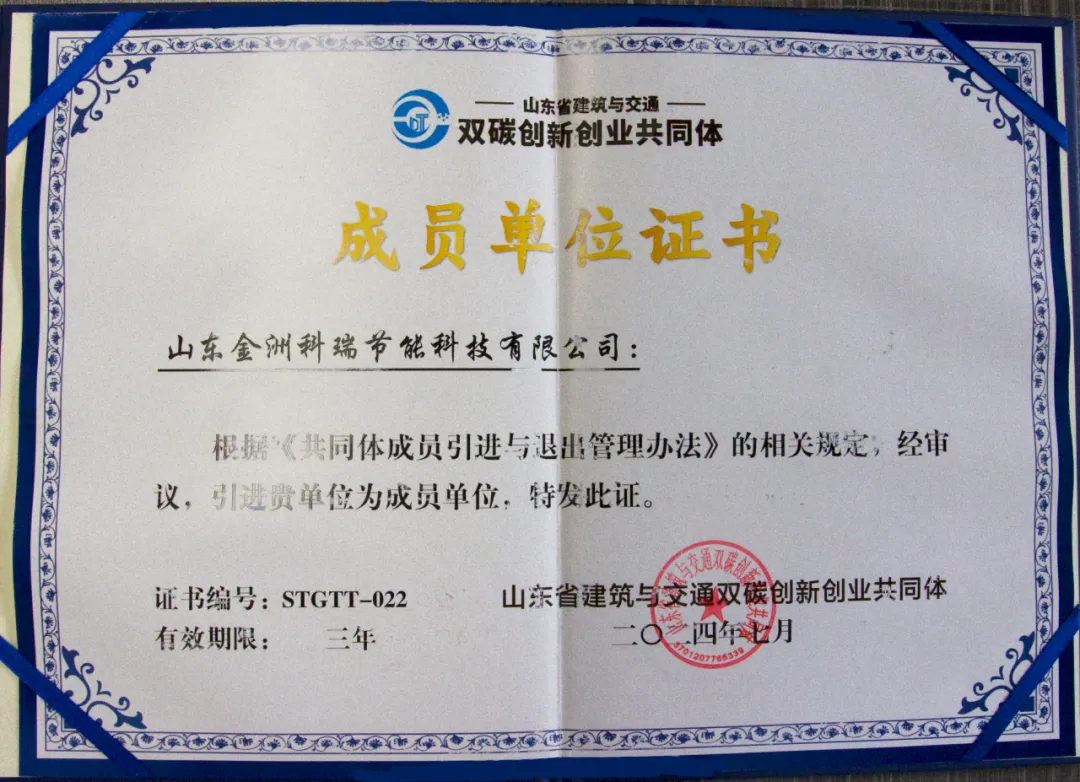 山东省建筑与交通
双碳创新创业共同体
成员单位证书
山东金洲科瑞节能科技有限公司：
根据《共同体成员引进与退出管理办法》的相关规定，经审
议，引进贵单位为成员单位，特发此证。
证书编号：STGTT-022
有效期限：三年
山东省建筑与交通双碳创新创业共同体
二〇二四年七月
3701207765339